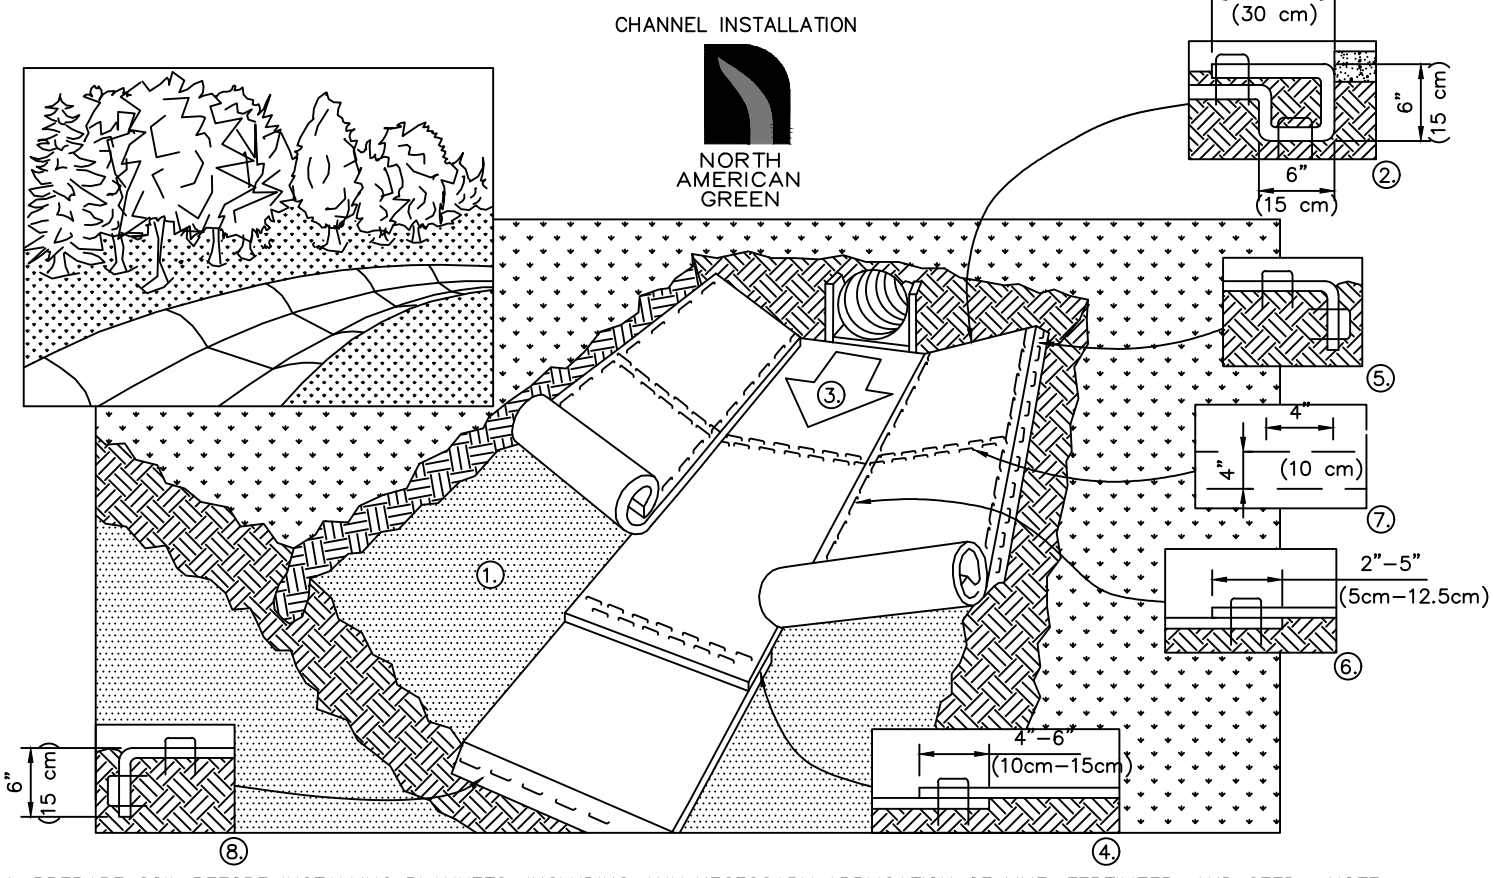 CHANNEL INSTALLATION
NORTH
AMERICAN
GREEN
(30 cm)
6"
(15 cm)
6"
(15 cm)
2.
5.
3.
4"
4"
(10 cm)
7.
1.
2"-5"
(5cm-12.5cm)
6.
4"-6"
(10cm-15cm)
4.
6"
(15 cm)
8.